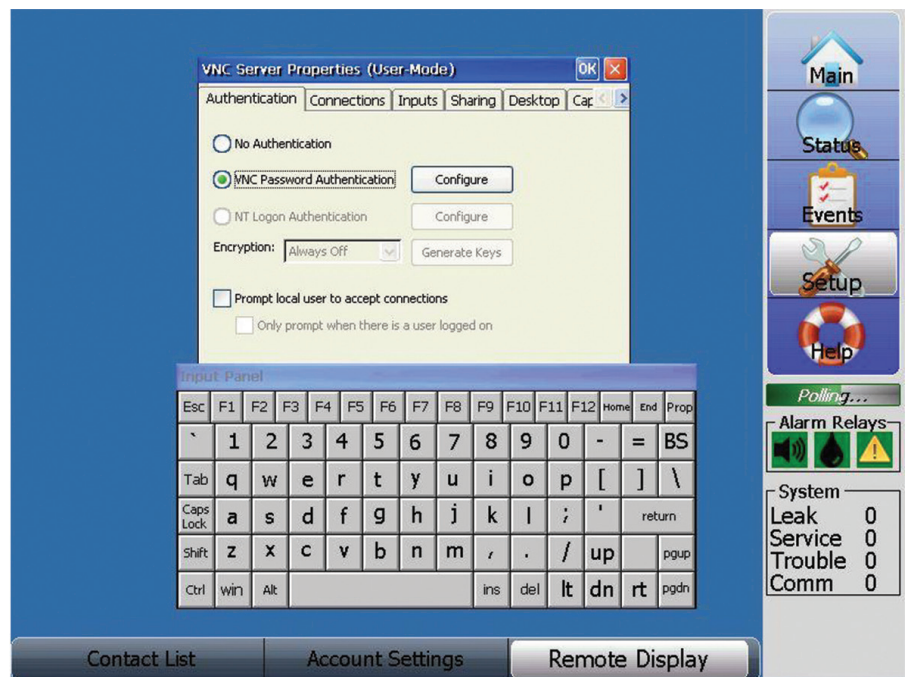 VNC Server Properties (User-Mode) OK
Authentication Connections Inputs Sharing Desktop
No Authentication
VNC Password Authentication Configure
NT Logon Authentication Configure
Encryption: Always Off Generate Keys
Prompt local user to accept connections
Only prompt when there is a user logged on
Input Panel
Esc F1 F2 F3 F4 F5 F6 F7 F8 F9 F10 F11 F12 Home End Prop
` 1 2 3 4 5 6 7 8 9 0 - = BS
Tab q w e r t y u i o p [ ] \
Caps Lock a s d f g h j k l ; ' return
Shift z x c v b n m , . / up pgup
Ctrl win Alt ins del lt dn rt pgdn
Contact List Account Settings Remote Display
Main
Status
Events
Setup
Help
Polling...
Alarm Relays
System
Leak 0
Service 0
Trouble 0
Comm 0